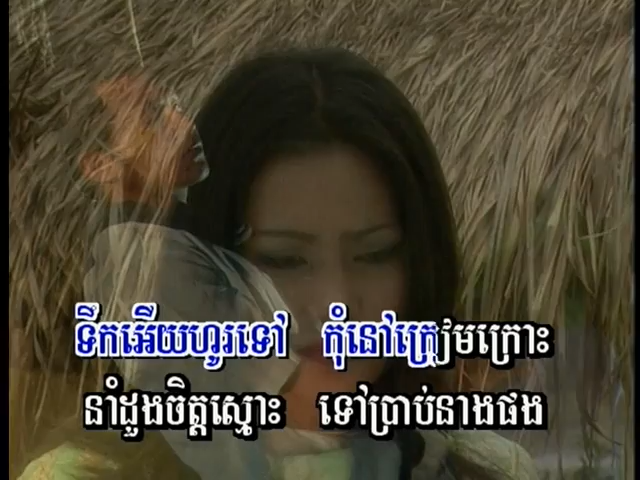 ទឹកអើយហូរទៅ កុំនៅក្រៀមក្រោះ
នាំដួងចិត្តស្មោះ ទៅប្រាប់នាងផង